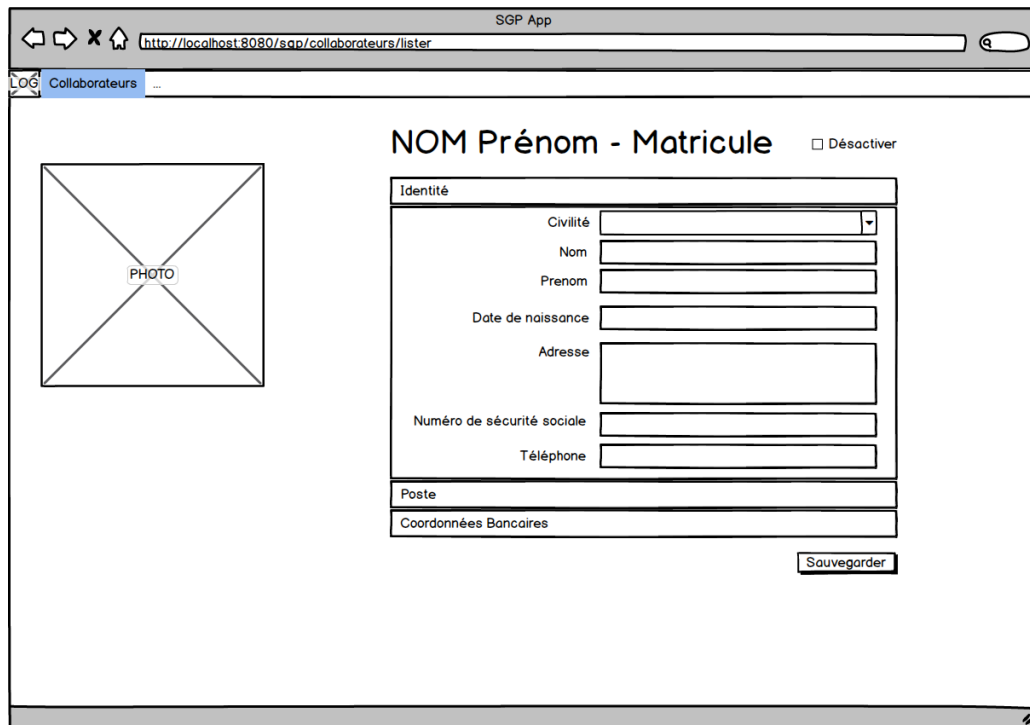 SGP App
http://localhost:8080/sgp/collaborateurs/lister
LOG Collaborateurs ...
NOM Prénom - Matricule Désactiver
Identité
Civilité
Nom
PHOTO
Prenom
Date de naissance
Adresse
Numéro de sécurité sociale
Téléphone
Poste
Coordonnées Bancaires
Sauvegarder